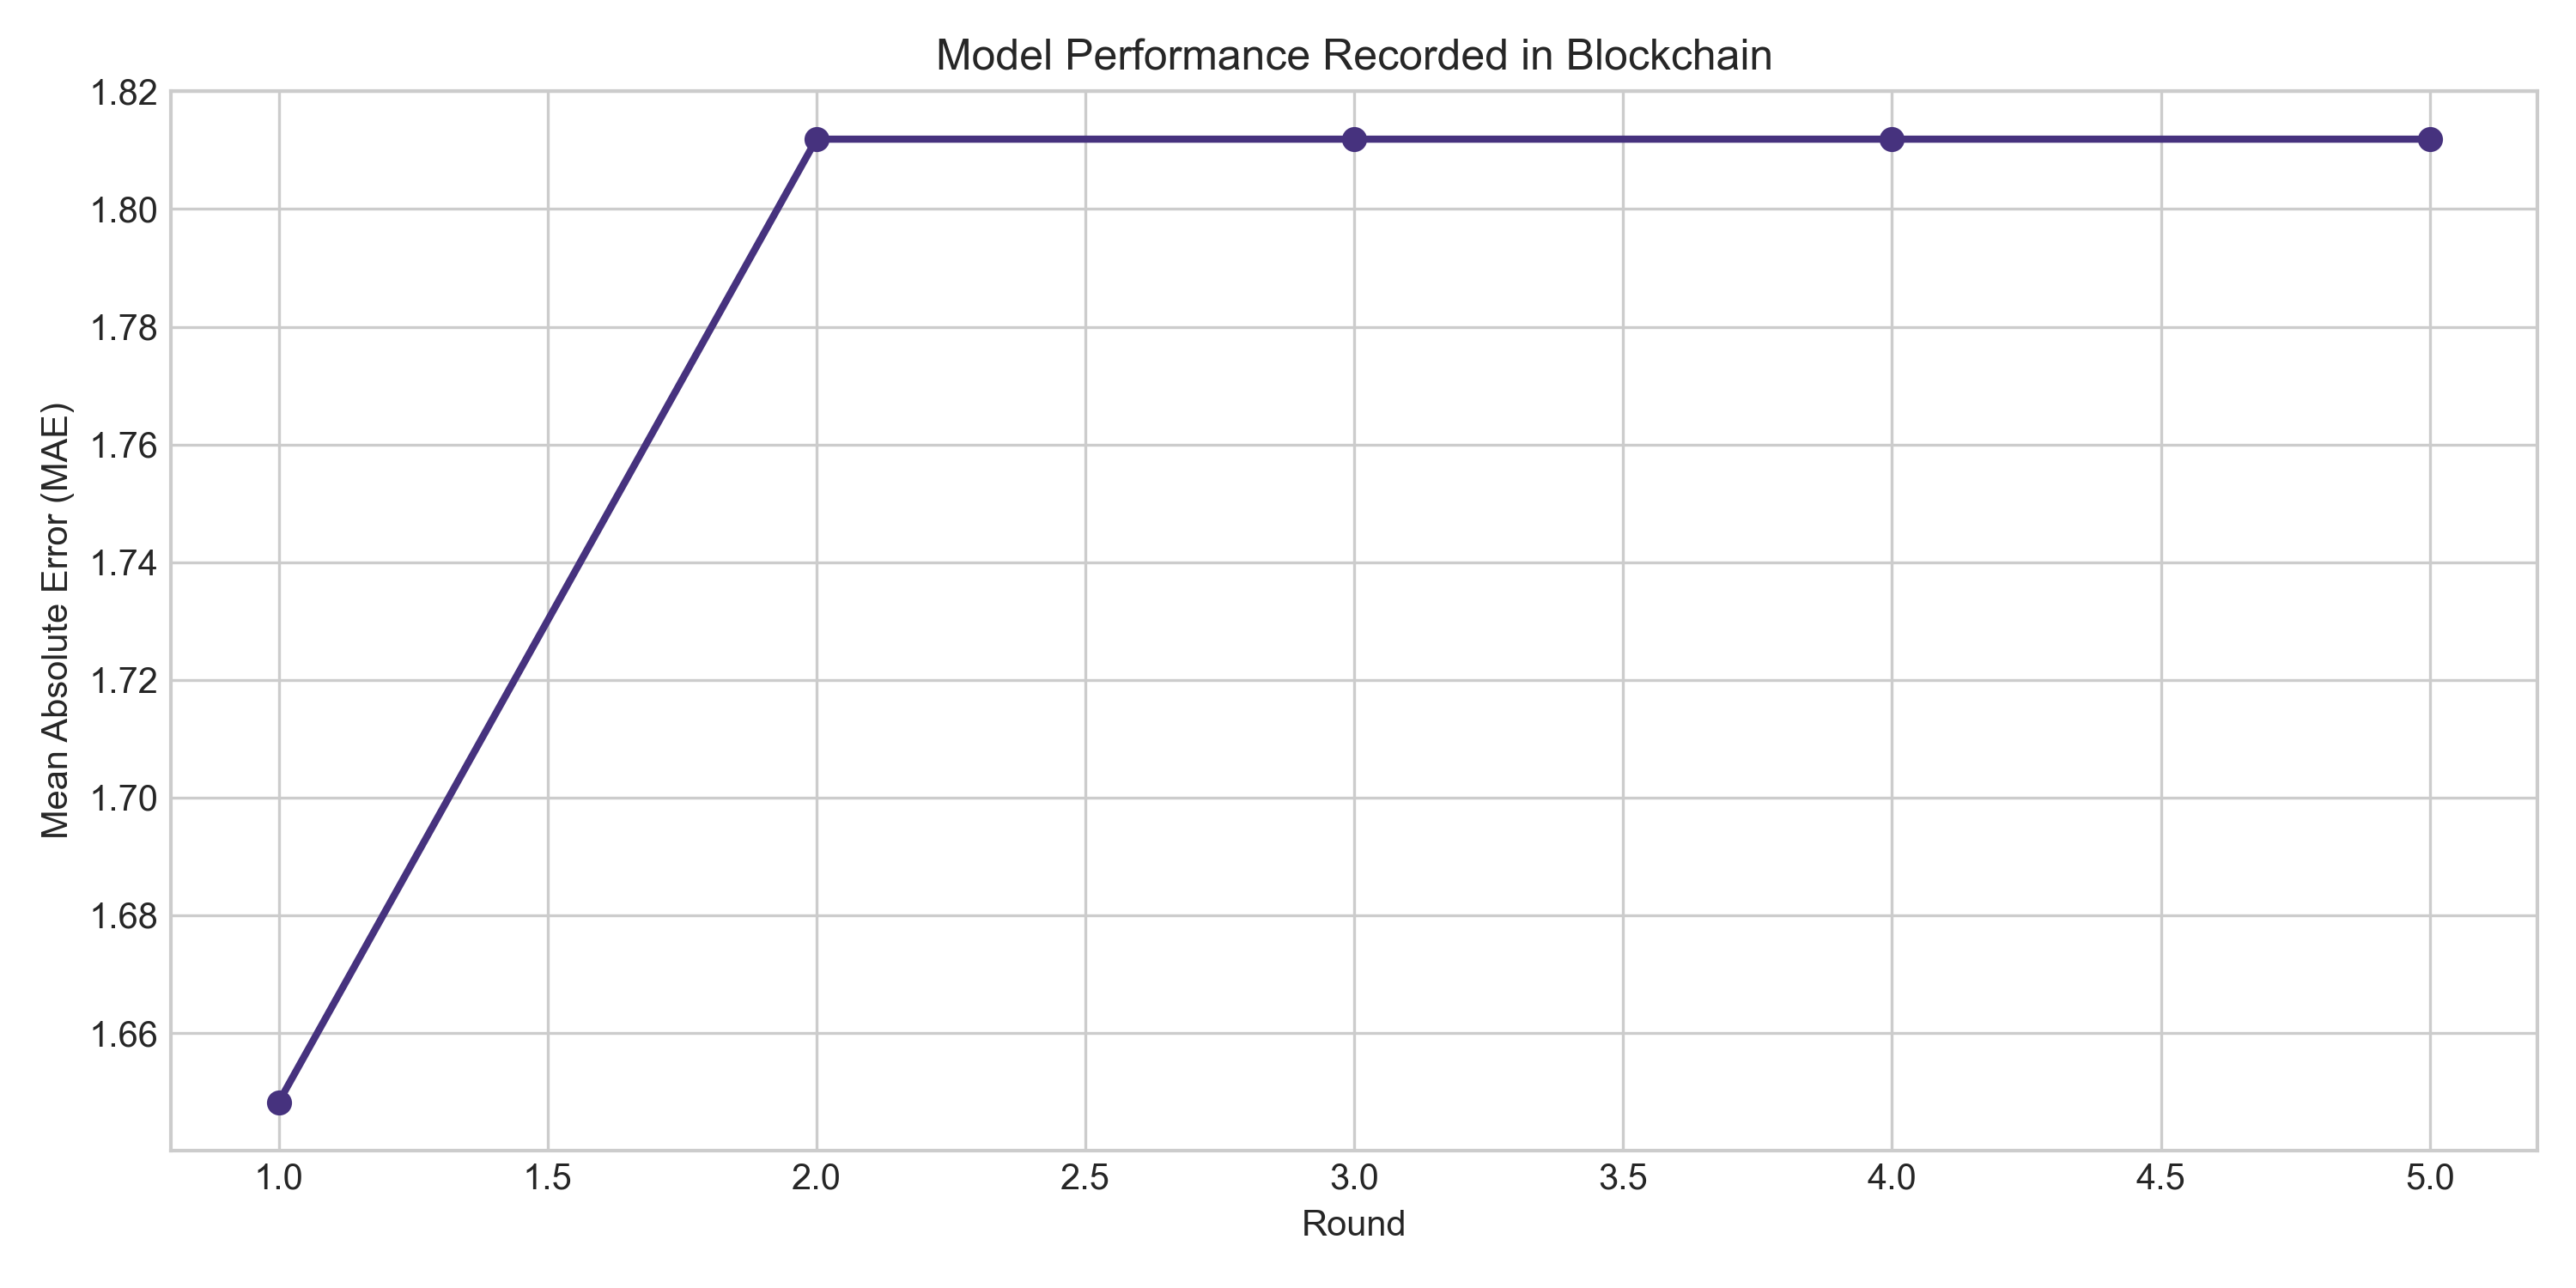 Model Performance Recorded in Blockchain
Mean Absolute Error (MAE)
1.82
1.80
1.78
1.76
1.74
1.72
1.70
1.68
1.66
1.0 1.5 2.0 2.5 3.0 3.5 4.0 4.5 5.0
Round